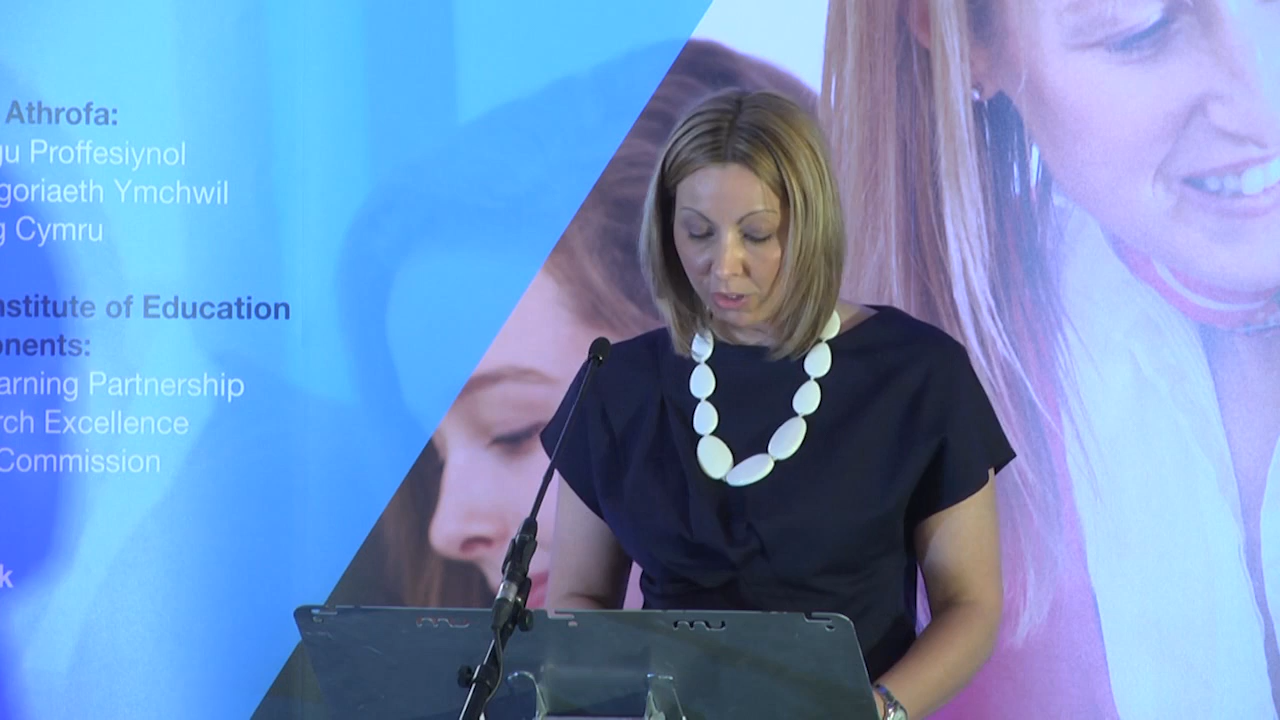 Athrofa:
gu Proffesiynol
goriaeth Ymchwil
g Cymru
nstitute of Education
onents:
arning Partnership
rch Excellence
Commission
k